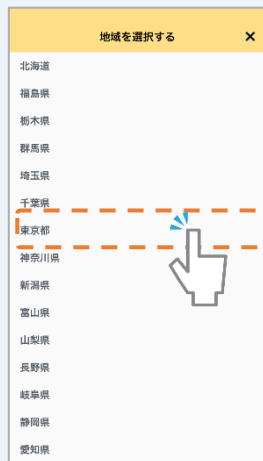 地域を選択する ×
北海道
福島県
栃木県
群馬県
埼玉県
千葉県
東京都
神奈川県
新潟県
富山県
山梨県
長野県
岐阜県
静岡県
愛知県